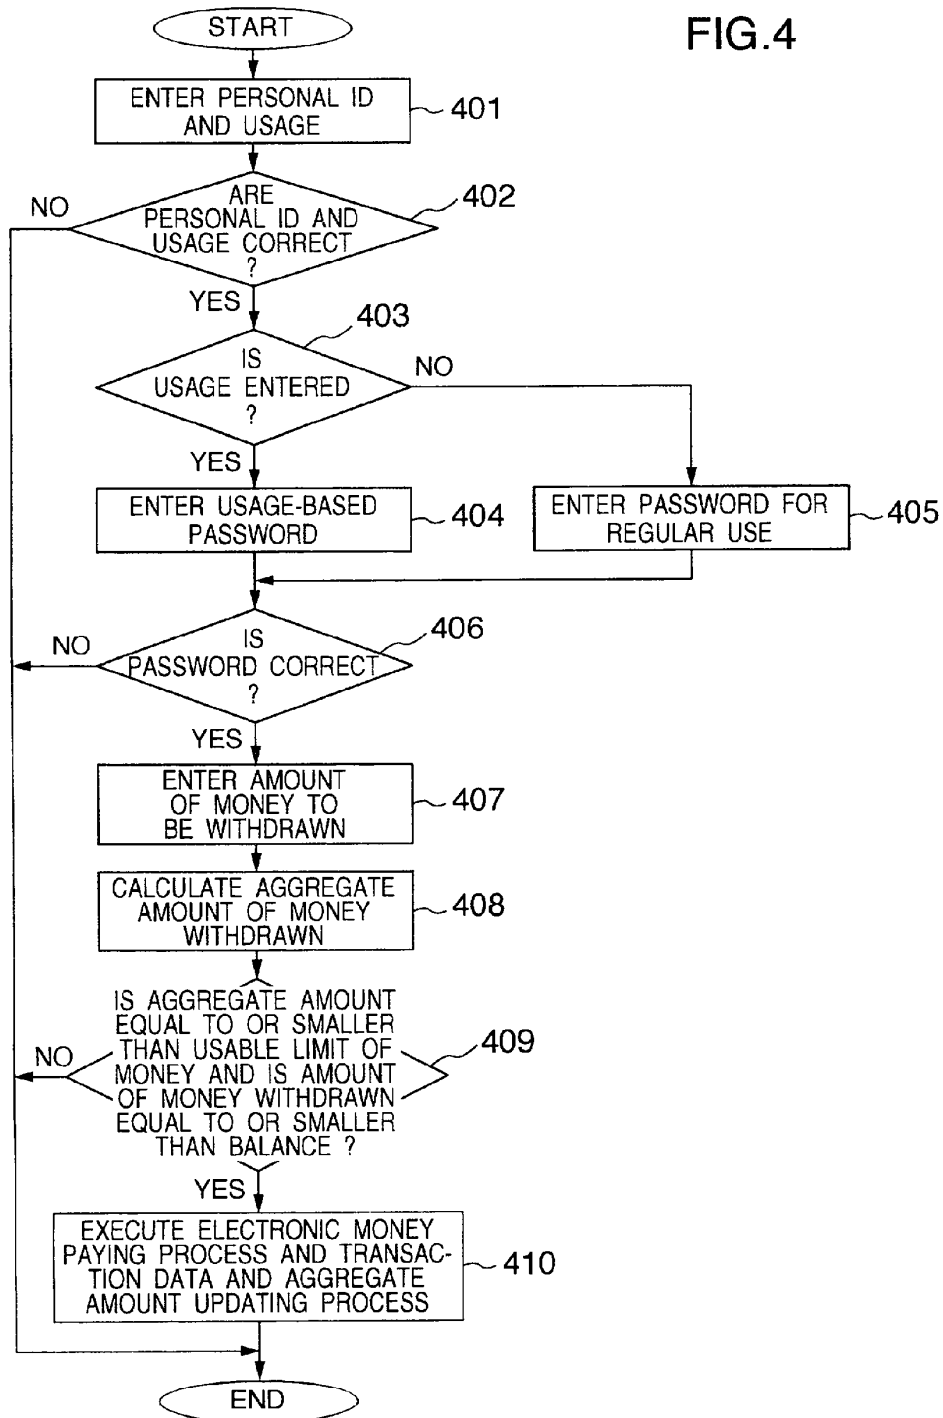 START
FIG.4
ENTER PERSONAL ID
AND USAGE
401
NO
ARE
PERSONAL ID AND
USAGE CORRECT
?
402
YES
403
IS
USAGE ENTERED
?
NO
YES
ENTER USAGE-BASED
PASSWORD
404
ENTER PASSWORD FOR
REGULAR USE
405
NO
IS
PASSWORD CORRECT
?
406
YES
ENTER AMOUNT
OF MONEY TO
BE WITHDRAWN
407
CALCULATE AGGREGATE
AMOUNT OF MONEY
WITHDRAWN
408
NO
IS AGGREGATE AMOUNT
EQUAL TO OR SMALLER
THAN USABLE LIMIT OF
MONEY AND IS AMOUNT
OF MONEY WITHDRAWN
EQUAL TO OR SMALLER
THAN BALANCE ?
409
YES
EXECUTE ELECTRONIC MONEY
PAYING PROCESS AND TRANSAC-
TION DATA AND AGGREGATE
AMOUNT UPDATING PROCESS
410
END